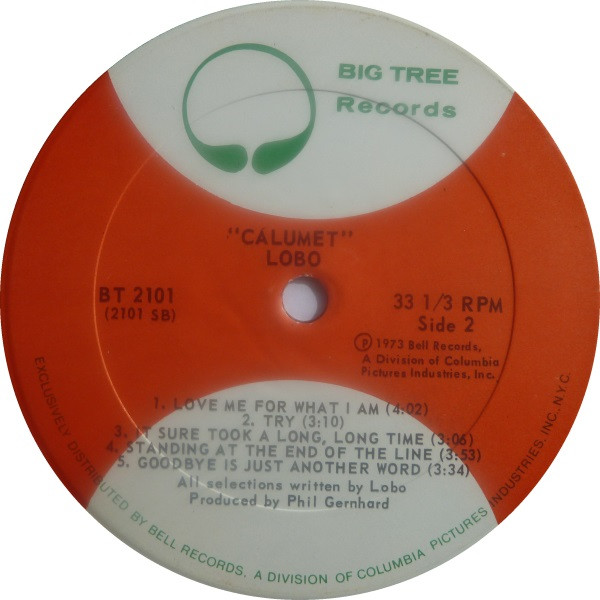 BIG TREE
Records
"CALUMET"
LOBO
BT 2101
(2101 SB)
33 1/3 RPM
Side 2
Ⓟ 1973 Bell Records,
A Division of Columbia
Pictures Industries, Inc.
1. LOVE ME FOR WHAT I AM (4:02)
2. TRY (3:10)
3. IT SURE TOOK A LONG, LONG TIME (3:06)
4. STANDING AT THE END OF THE LINE (3:53)
5. GOODBYE IS JUST ANOTHER WORD (3:34)
All selections written by Lobo
Produced by Phil Gernhard
EXCLUSIVELY DISTRIBUTED BY BELL RECORDS. A DIVISION OF COLUMBIA PICTURES INDUSTRIES, INC., N.Y.C.